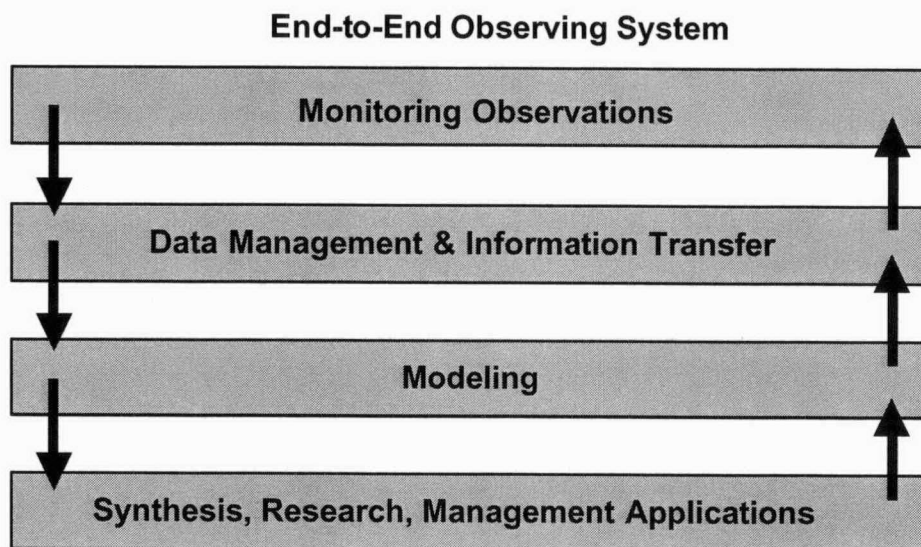 End-to-End Observing System
Monitoring Observations
Data Management & Information Transfer
Modeling
Synthesis, Research, Management Applications